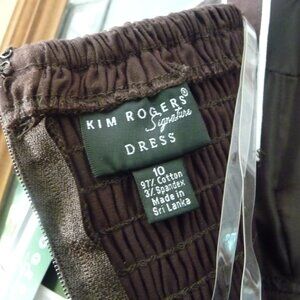 KIM ROGERS®
Signature
DRESS
10
97% Cotton
3% Spandex
Made in
Sri Lanka